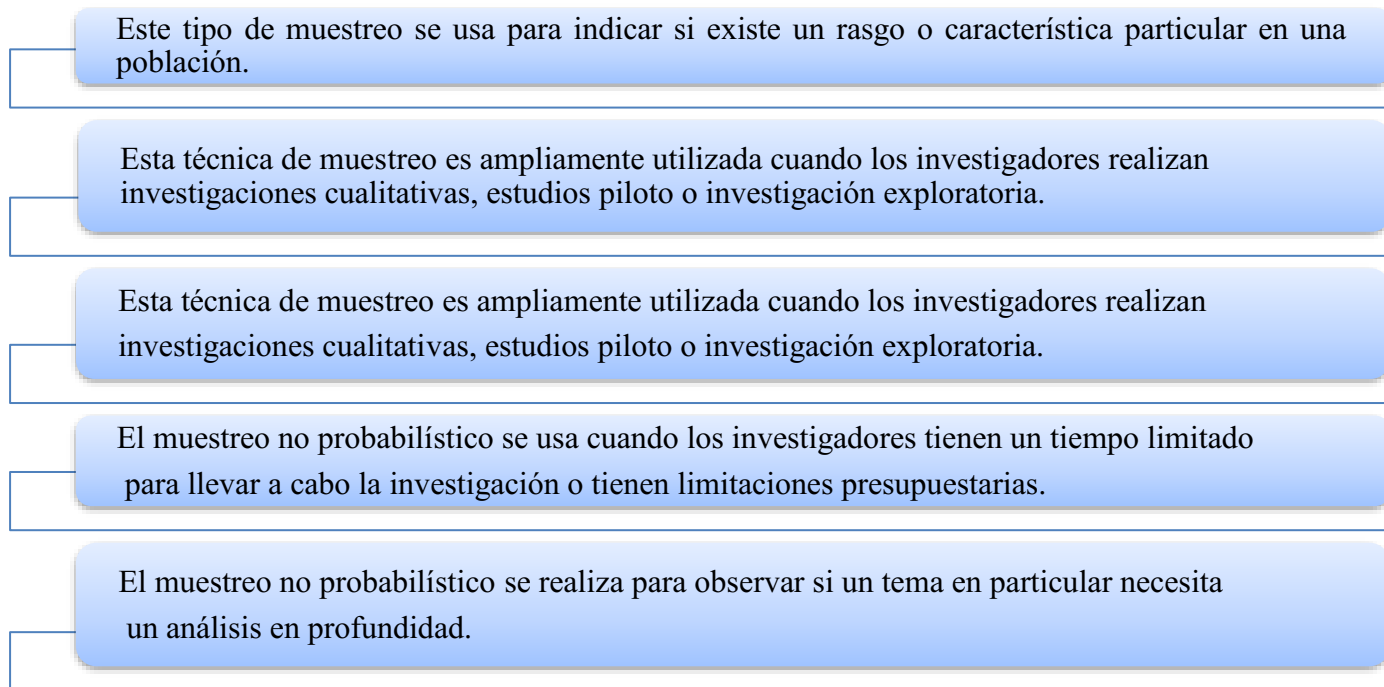 Este tipo de muestreo se usa para indicar si existe un rasgo o característica particular en una
población.
Esta técnica de muestreo es ampliamente utilizada cuando los investigadores realizan
investigaciones cualitativas, estudios piloto o investigación exploratoria.
Esta técnica de muestreo es ampliamente utilizada cuando los investigadores realizan
investigaciones cualitativas, estudios piloto o investigación exploratoria.
El muestreo no probabilístico se usa cuando los investigadores tienen un tiempo limitado
para llevar a cabo la investigación o tienen limitaciones presupuestarias.
El muestreo no probabilístico se realiza para observar si un tema en particular necesita
un análisis en profundidad.